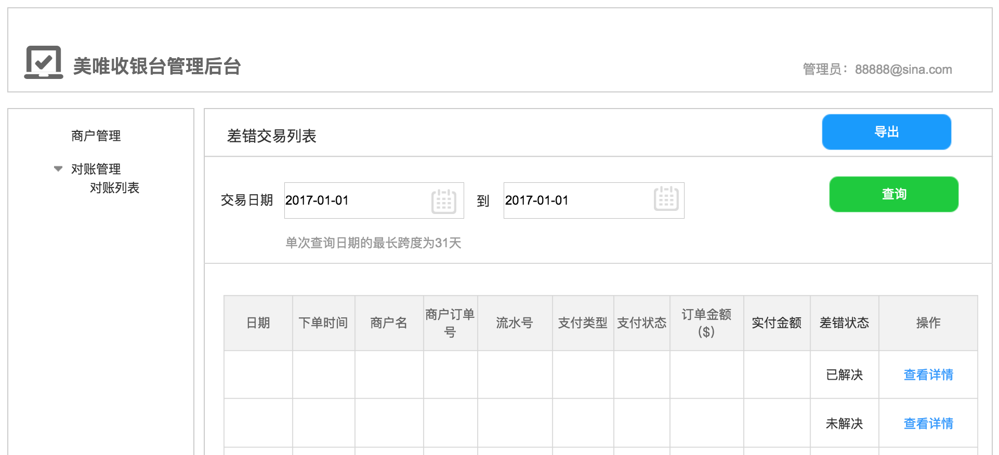 美唯收银台管理后台
管理员：88888@sina.com
商户管理
对账管理
对账列表
差错交易列表
导出
交易日期
2017-01-01
到
2017-01-01
查询
单次查询日期的最长跨度为31天
日期
下单时间
商户名
商户订单
号
流水号
支付类型
支付状态
订单金额
($)
实付金额
差错状态
操作
已解决
查看详情
未解决
查看详情